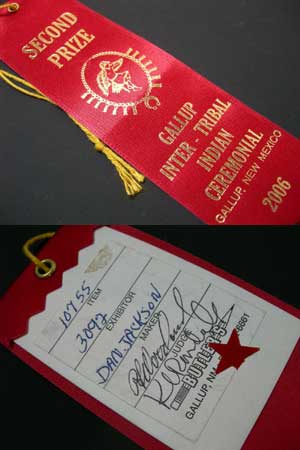 SECOND
PRIZE
GALLUP
INTER - TRIBAL
INDIAN
CEREMONIAL
GALLUP, NEW MEXICO
2006
10755
ITEM
3092
EXHIBITOR
DAN JACKSON
MAKER
JUDGE
GALLUP, NM